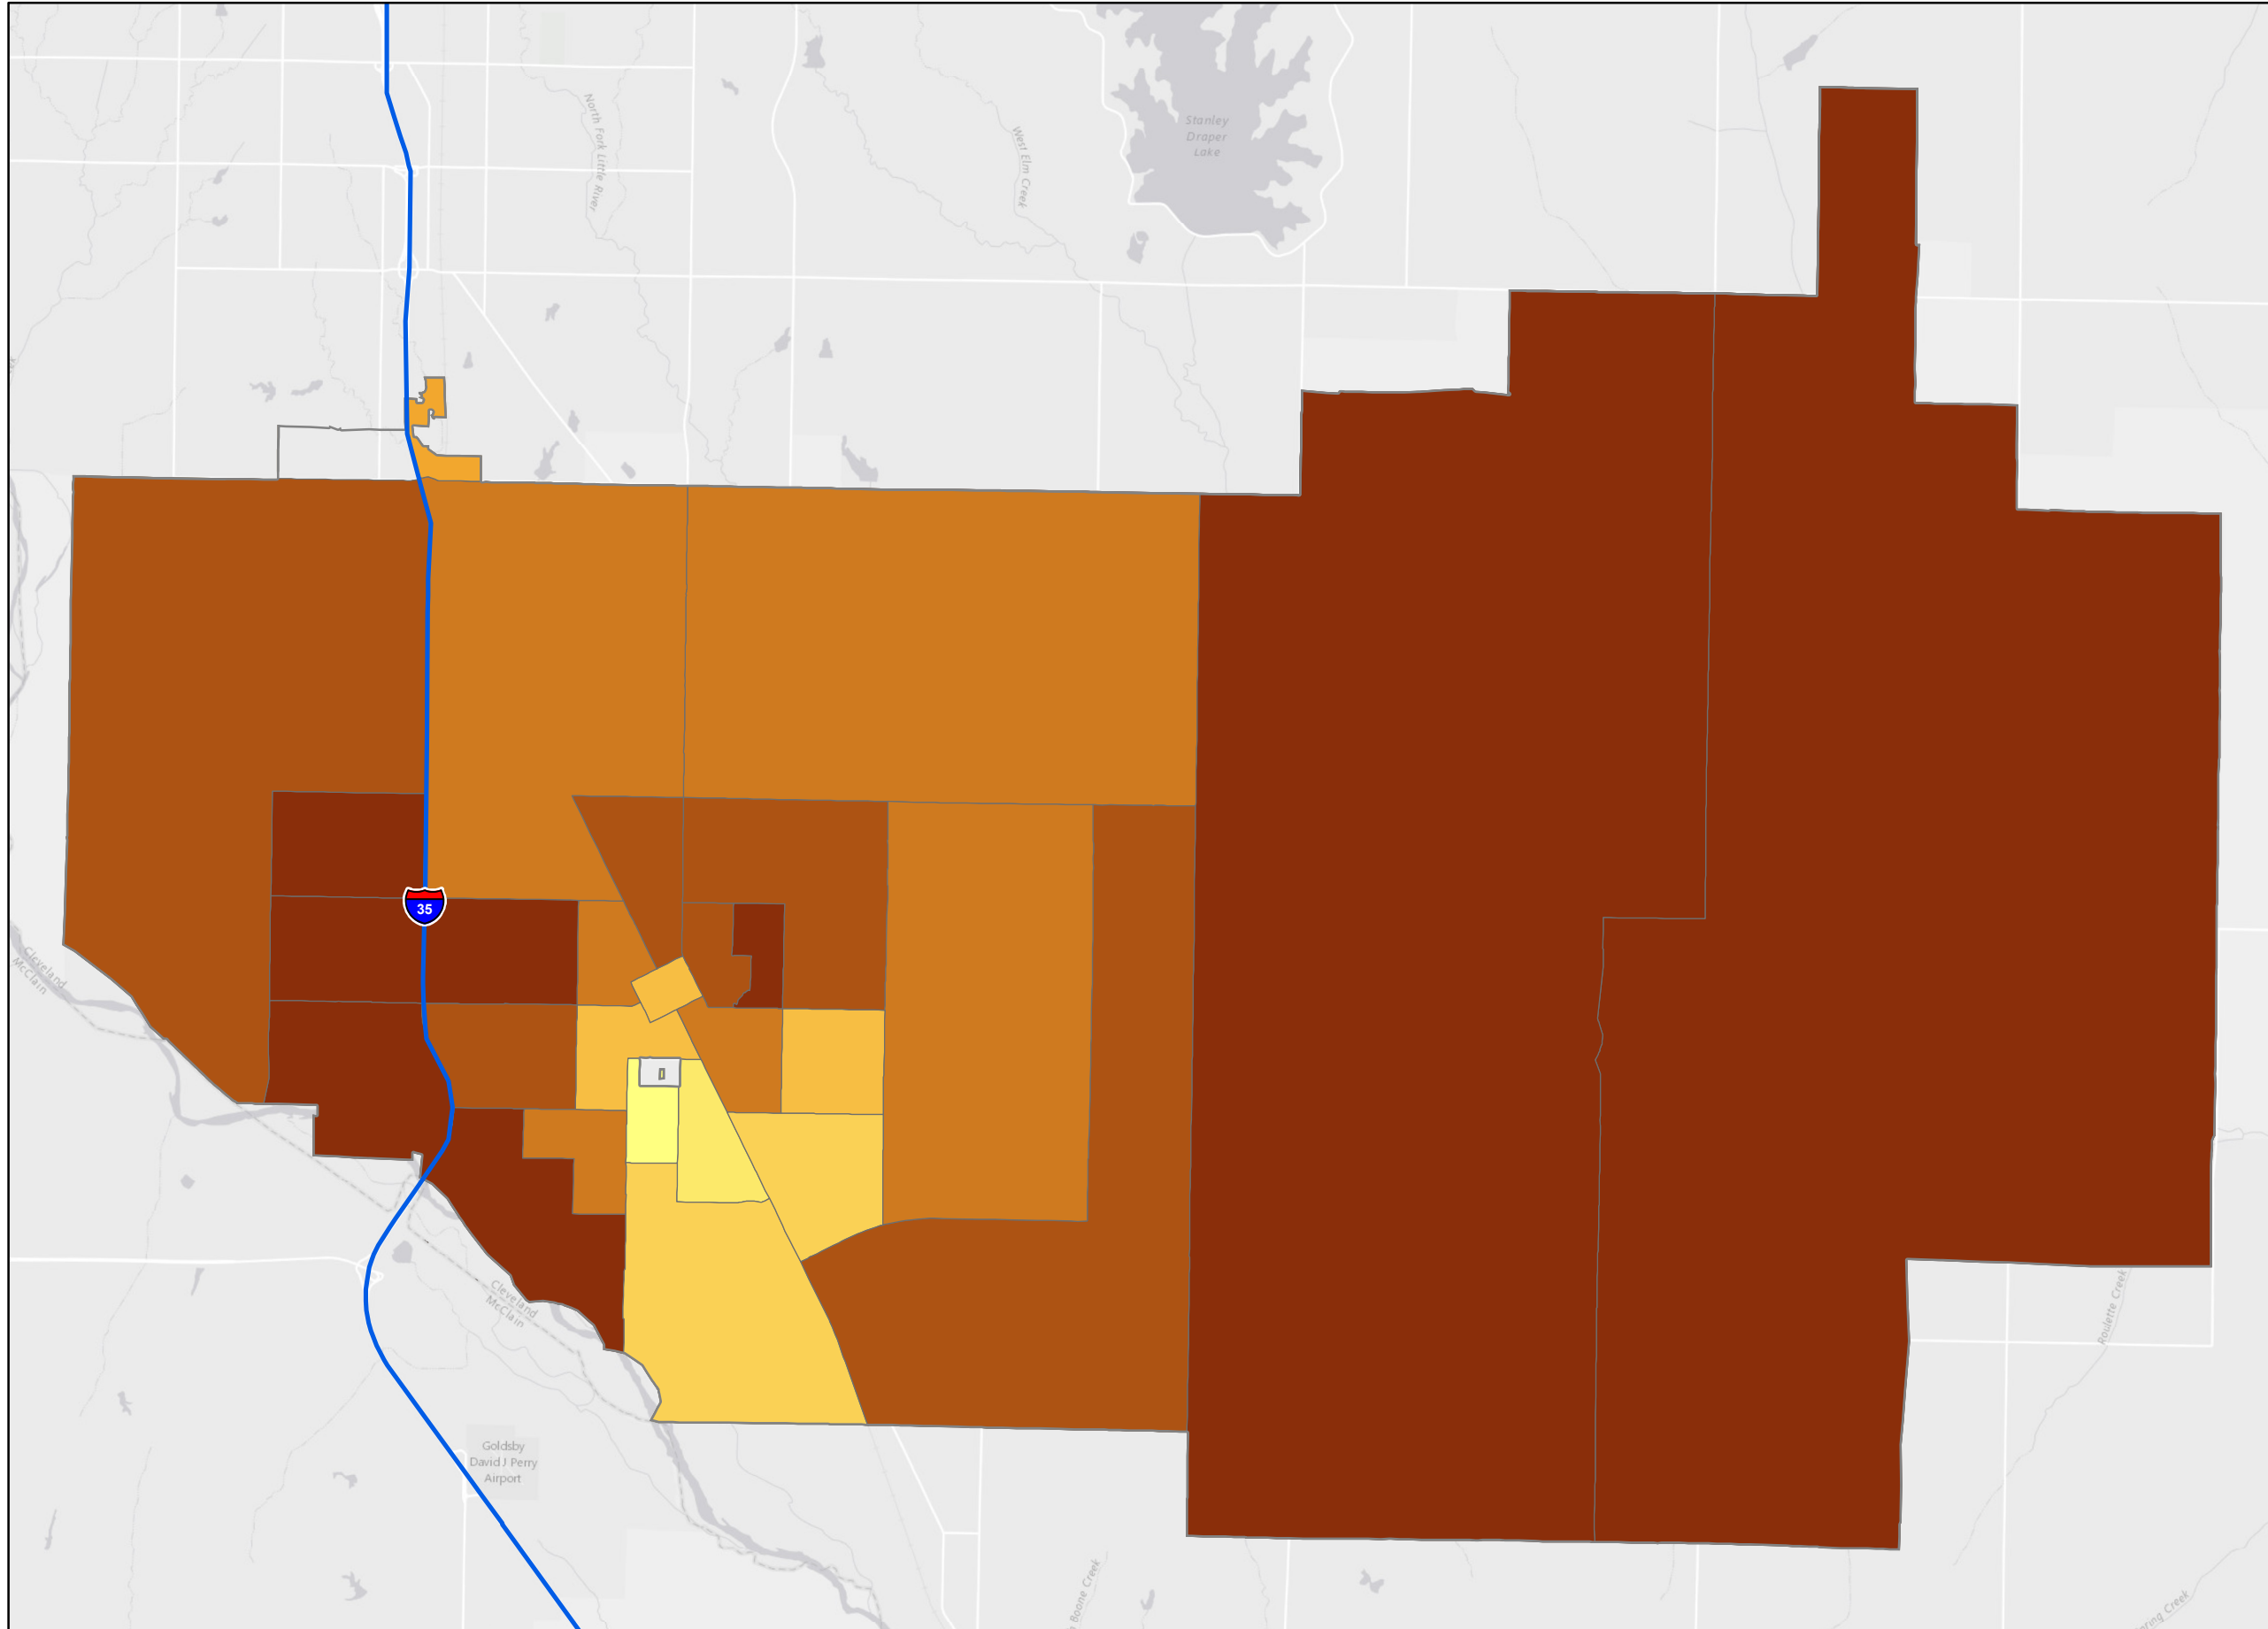 North Fork Little River
West Elm Creek
Stanley
Draper
Lake
35
Cleveland
McClain
Cleveland
McClain
Goldsby
David J Perry
Airport
Roulette Creek
Boone Creek
Creek